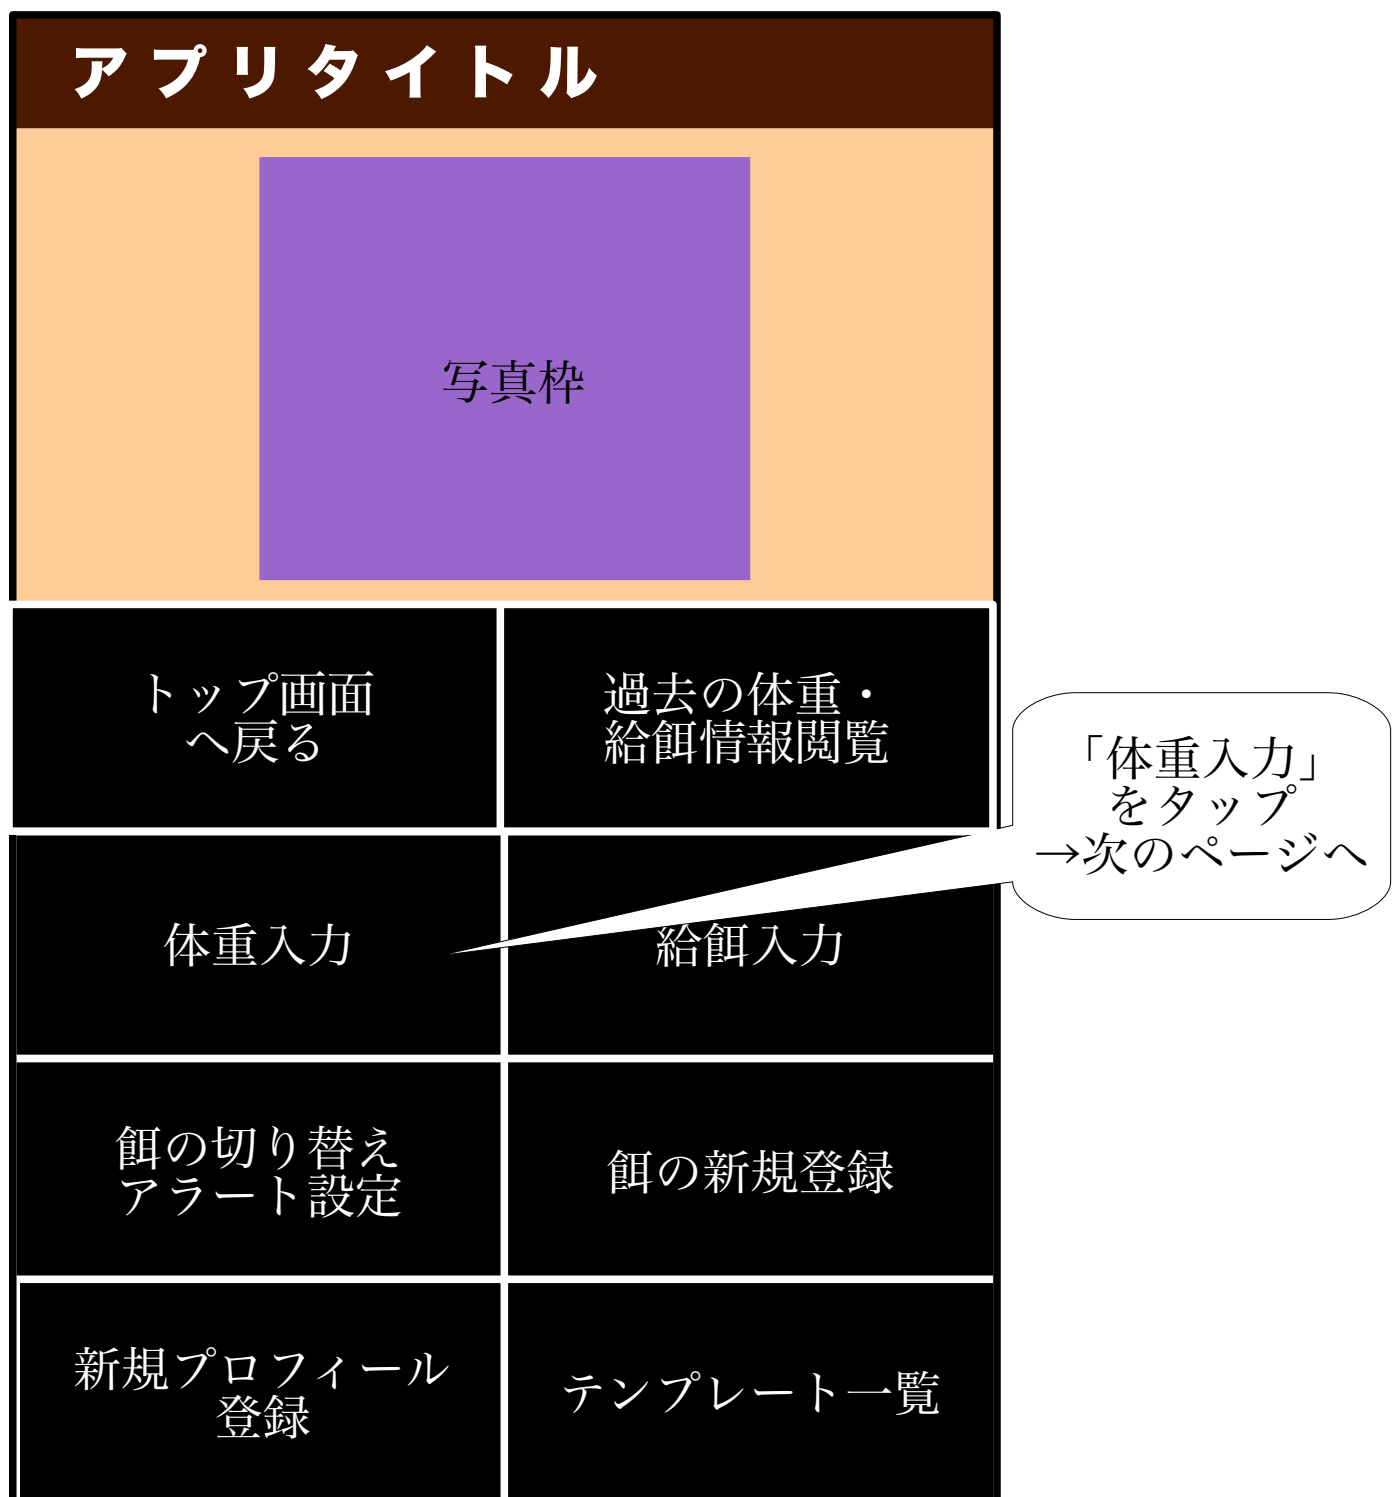 アプリタイトル
写真枠
トップ画面
へ戻る
過去の体重・
給餌情報閲覧
「体重入力」
をタップ
→次のページへ
体重入力
給餌入力
餌の切り替え
アラート設定
餌の新規登録
新規プロフィール
登録
テンプレート一覧